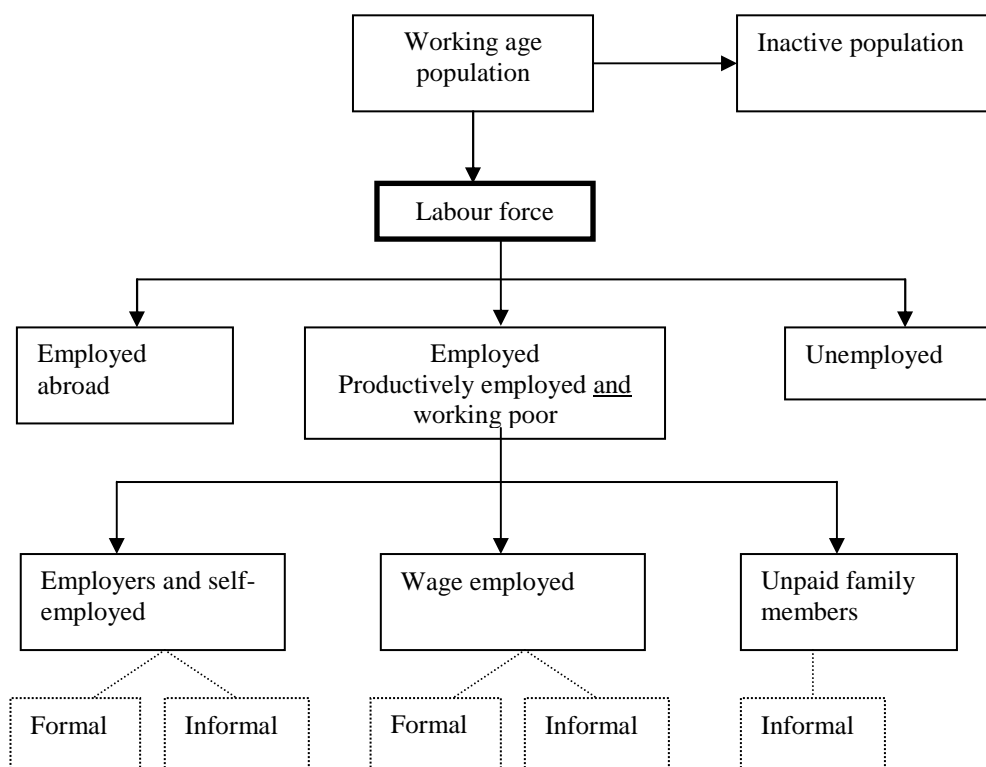 Working age
population
Inactive population
Labour force
Employed
abroad
Employed
Productively employed and
working poor
Unemployed
Employers and self-
employed
Wage employed
Unpaid family
members
Formal
Informal
Formal
Informal
Informal